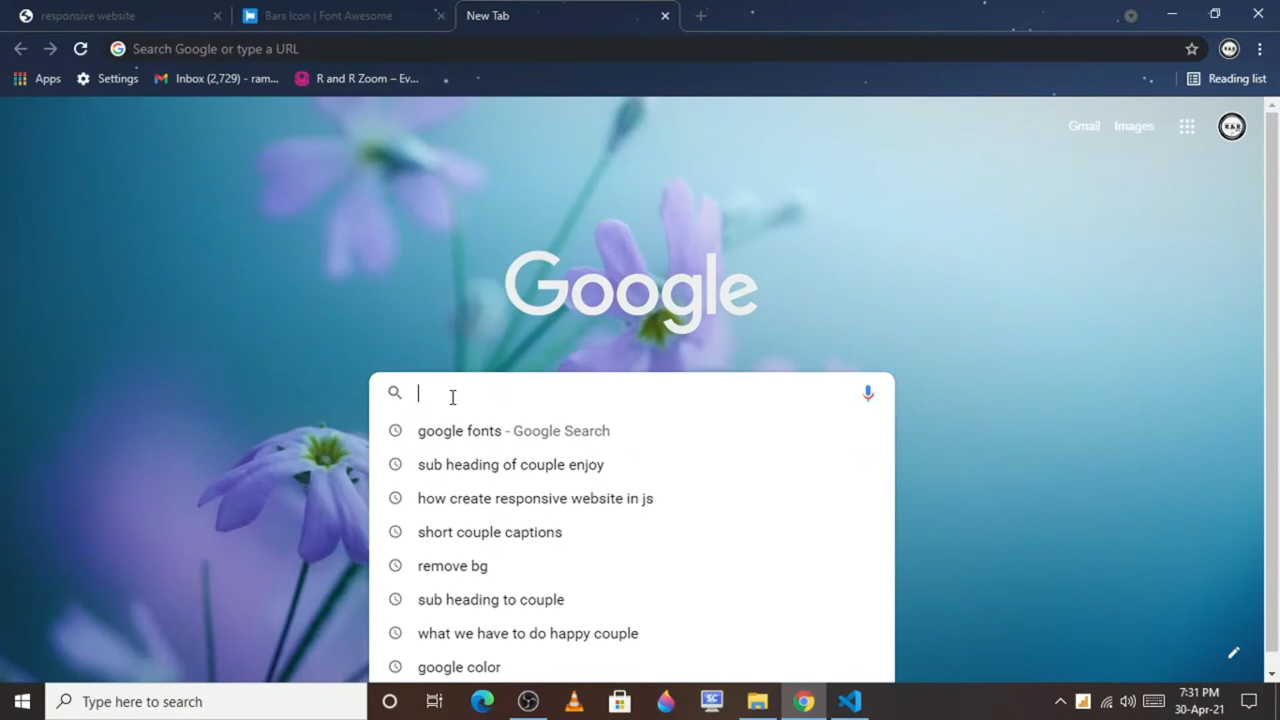 responsive website
Bars Icon | Font Awesome
New Tab
Search Google or type a URL
Apps
Settings
Inbox (2,729) - ram...
R and R Zoom – Ev...
Reading list
Gmail
Images
Google
google fonts - Google Search
sub heading of couple enjoy
how create responsive website in js
short couple captions
remove bg
sub heading to couple
what we have to do happy couple
google color
Type here to search
7:31 PM
30-Apr-21